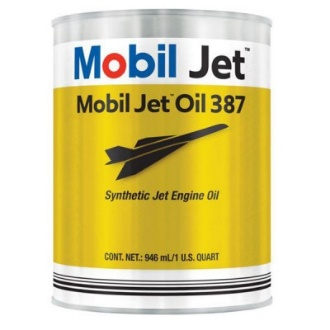 Mobil Jet™
Mobil Jet™ Oil 387
Synthetic Jet Engine Oil
CONT. NET.: 946 mL/1 U.S. QUART